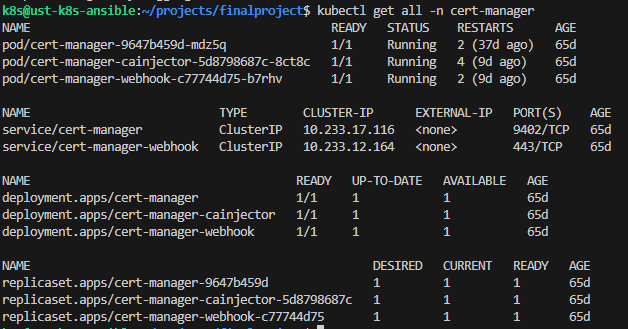 k8s@ust-k8s-ansible:~/projects/finalproject$ kubectl get all -n cert-manager
NAME READY STATUS RESTARTS AGE
pod/cert-manager-9647b459d-mdz5q 1/1 Running 2 (37d ago) 65d
pod/cert-manager-cainjector-5d8798687c-8ct8c 1/1 Running 4 (9d ago) 65d
pod/cert-manager-webhook-c77744d75-b7rhv 1/1 Running 2 (9d ago) 65d
NAME TYPE CLUSTER-IP EXTERNAL-IP PORT(S) AGE
service/cert-manager ClusterIP 10.233.17.116 <none> 9402/TCP 65d
service/cert-manager-webhook ClusterIP 10.233.12.164 <none> 443/TCP 65d
NAME READY UP-TO-DATE AVAILABLE AGE
deployment.apps/cert-manager 1/1 1 1 65d
deployment.apps/cert-manager-cainjector 1/1 1 1 65d
deployment.apps/cert-manager-webhook 1/1 1 1 65d
NAME DESIRED CURRENT READY AGE
replicaset.apps/cert-manager-9647b459d 1 1 1 65d
replicaset.apps/cert-manager-cainjector-5d8798687c 1 1 1 65d
replicaset.apps/cert-manager-webhook-c77744d75 1 1 1 65d